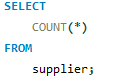 SELECT
    COUNT(*)
FROM
    supplier;